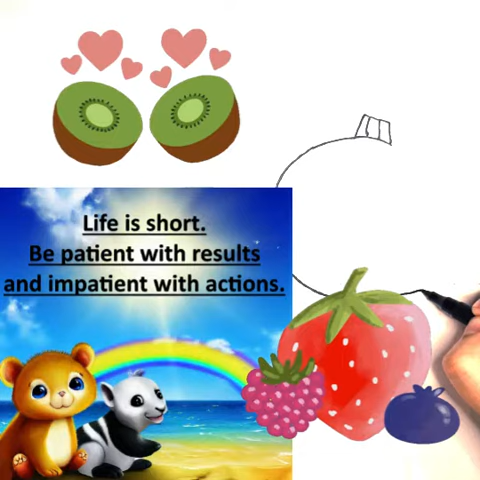 Life is short.
Be patient with results
and impatient with actions.